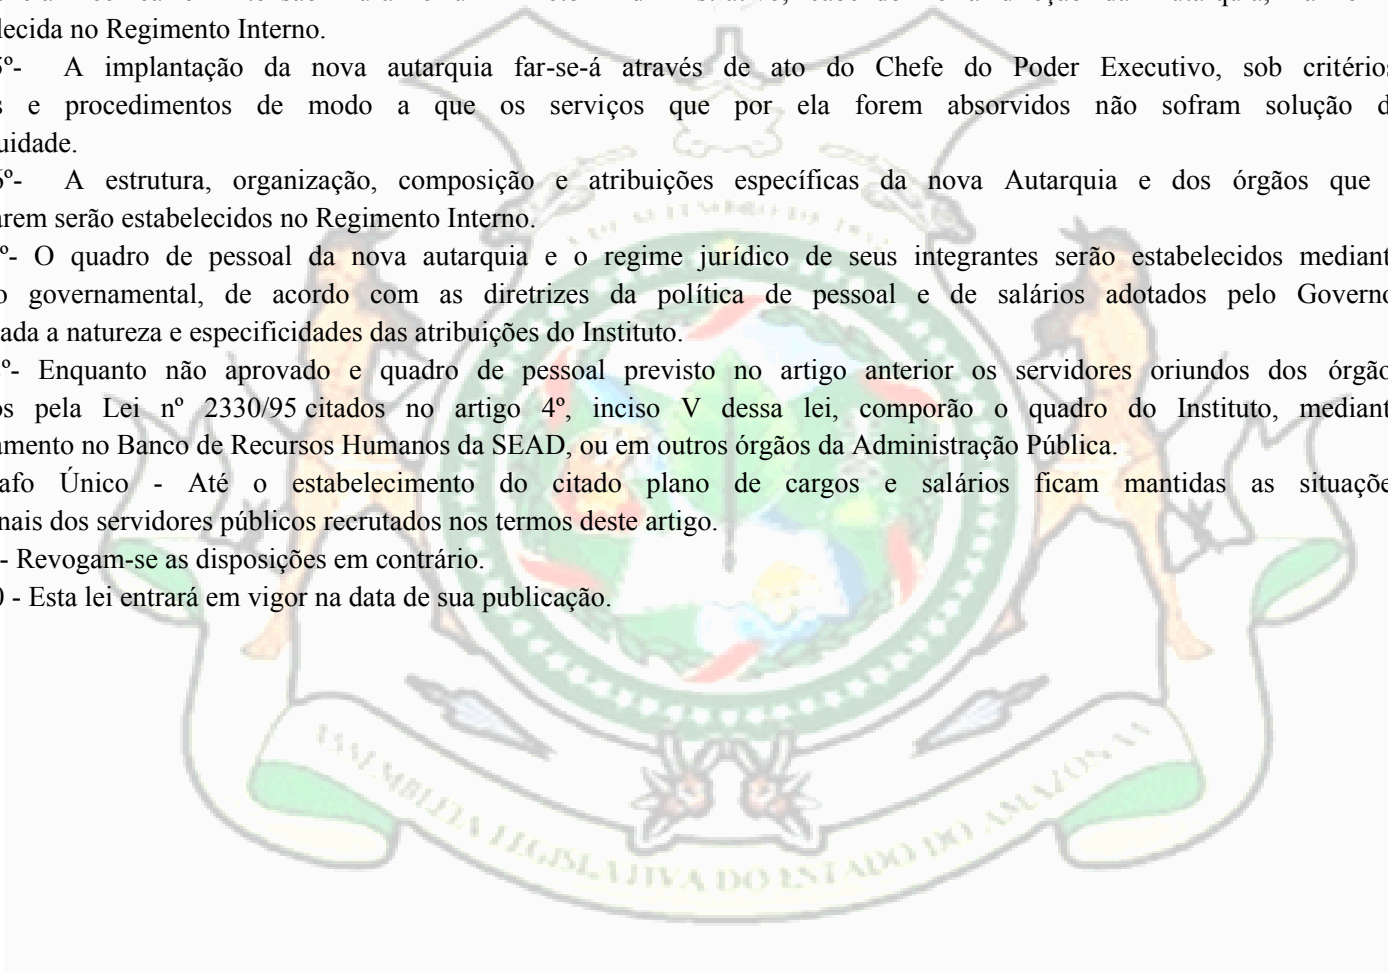 lecida no Regimento Interno.
5º- A implantação da nova autarquia far-se-á através de ato do Chefe do Poder Executivo, sob critérios
s e procedimentos de modo a que os serviços que por ela forem absorvidos não sofram solução d
uidade.
6º- A estrutura, organização, composição e atribuições específicas da nova Autarquia e dos órgãos que
arem serão estabelecidos no Regimento Interno.
º- O quadro de pessoal da nova autarquia e o regime jurídico de seus integrantes serão estabelecidos mediant
o governamental, de acordo com as diretrizes da política de pessoal e de salários adotados pelo Governo
ada a natureza e especificidades das atribuições do Instituto.
º- Enquanto não aprovado e quadro de pessoal previsto no artigo anterior os servidores oriundos dos órgão
os pela Lei nº 2330/95 citados no artigo 4º, inciso V dessa lei, comporão o quadro do Instituto, mediant
amento no Banco de Recursos Humanos da SEAD, ou em outros órgãos da Administração Pública.
afo Único - Até o estabelecimento do citado plano de cargos e salários ficam mantidas as situaçõe
nais dos servidores públicos recrutados nos termos deste artigo.
- Revogam-se as disposições em contrário.
0 - Esta lei entrará em vigor na data de sua publicação.
ASSEMBLEIA LEGISLATIVA DO ESTADO DO AMAZONAS